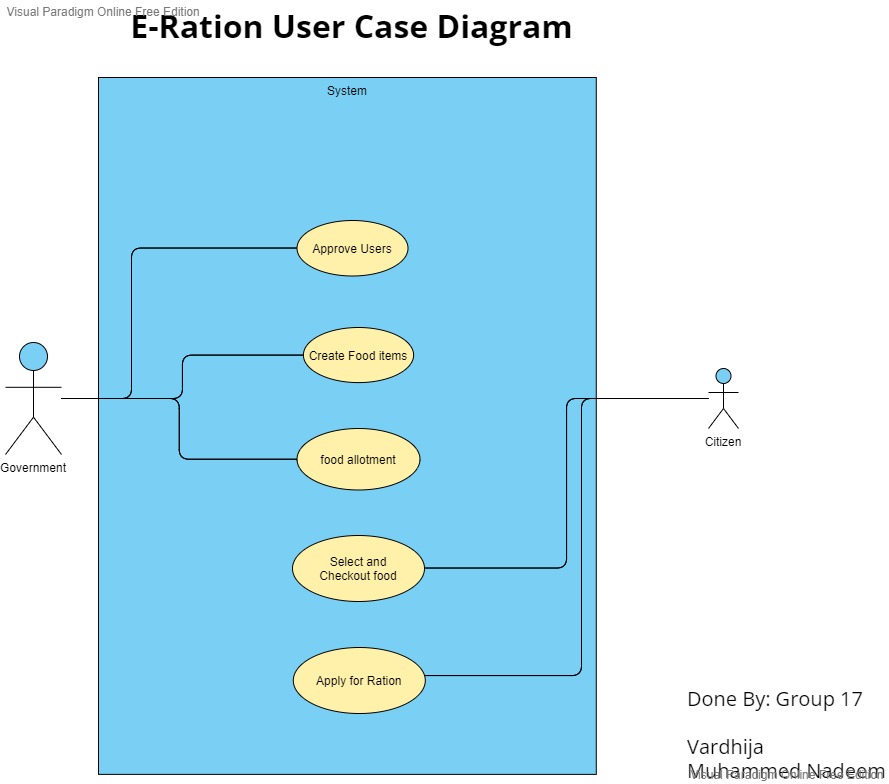 Visual Paradigm Online Free Edition
E-Ration User Case Diagram
System
Approve Users
Create Food items
food allotment
Government
Citizen
Select and
Checkout food
Apply for Ration
Done By: Group 17
Vardhija
Muhammed Nadeem
Visual Paradigm Online Free Edition